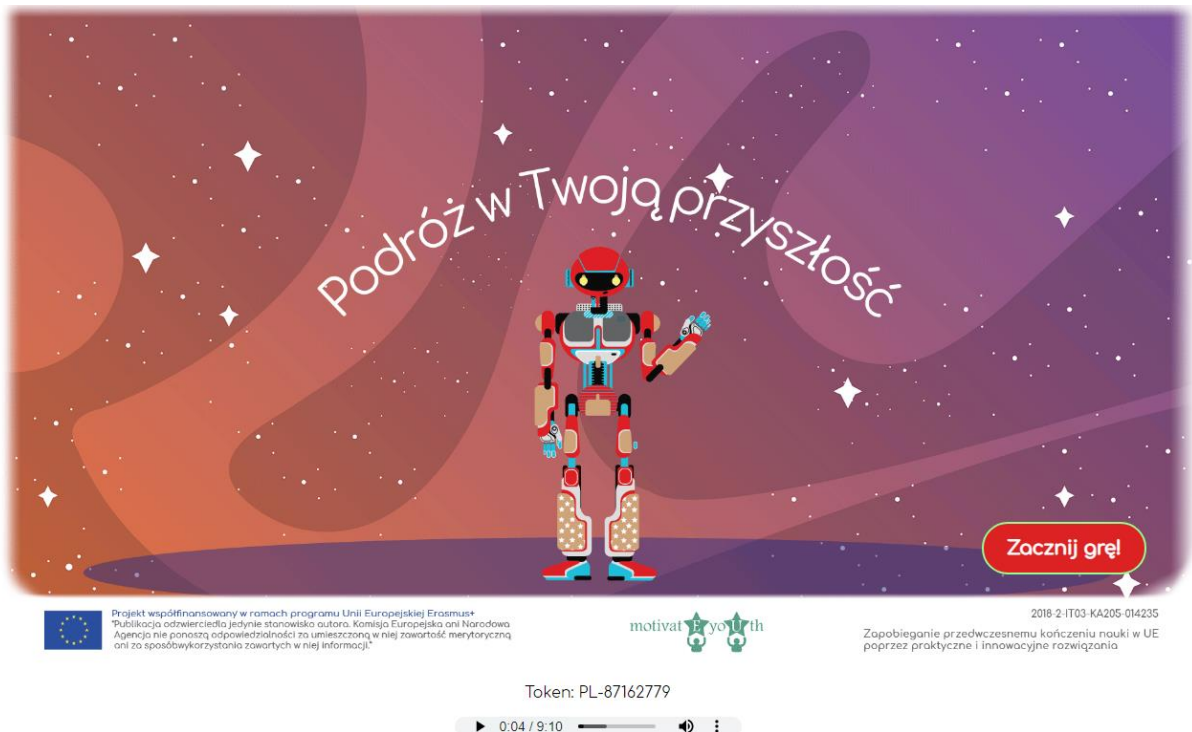 Podróż w Twoją przyszłość
Zacznij grę!
Projekt współfinansowany w ramach programu Unii Europejskiej Erasmus+
"Publikacja odzwierciedla jedynie stanowisko autora. Komisja Europejska ani Narodowa
Agencja nie ponoszą odpowiedzialności za umieszczoną w niej zawartość merytoryczną
ani za sposóbwykorzystania zawartych w niej informacji."
motivatEyoUth
2018-2-IT03-KA205-014235
Zapobieganie przedwczesnemu kończeniu nauki w UE
poprzez praktyczne i innowacyjne rozwiązania
Token: PL-87162779
0:04 / 9:10